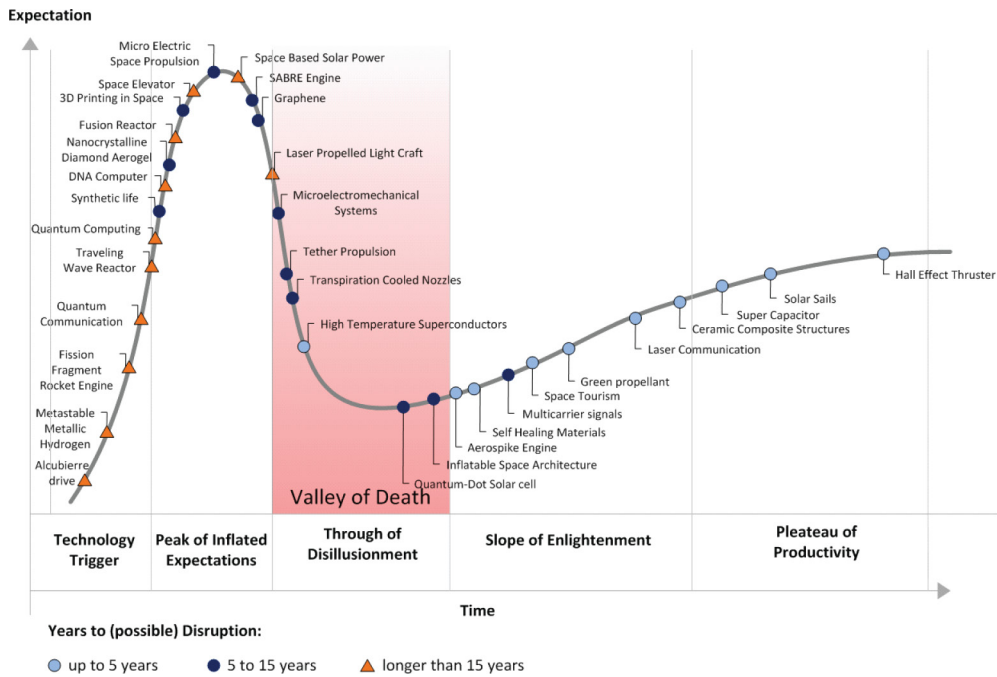 Expectation
Micro Electric
Space Propulsion
Space Based Solar Power
SABRE Engine
Space Elevator
3D Printing in Space
Graphene
Fusion Reactor
Nanocrystalline
Diamond Aerogel
Laser Propelled Light Craft
DNA Computer
Synthetic life
Microelectromechanical
Systems
Quantum Computing
Traveling
Wave Reactor
Tether Propulsion
Transpiration Cooled Nozzles
Hall Effect Thruster
Solar Sails
Super Capacitor
Quantum
Communication
High Temperature Superconductors
Ceramic Composite Structures
Laser Communication
Fission
Fragment
Rocket Engine
Green propellant
Space Tourism
Multicarrier signals
Metastable
Metallic
Hydrogen
Self Healing Materials
Aerospike Engine
Inflatable Space Architecture
Alcubierre
drive
Quantum-Dot Solar cell
Valley of Death
Technology
Trigger
Peak of Inflated
Expectations
Through of
Disillusionment
Slope of Enlightenment
Pleateau of
Productivity
Time
Years to (possible) Disruption:
up to 5 years
5 to 15 years
longer than 15 years